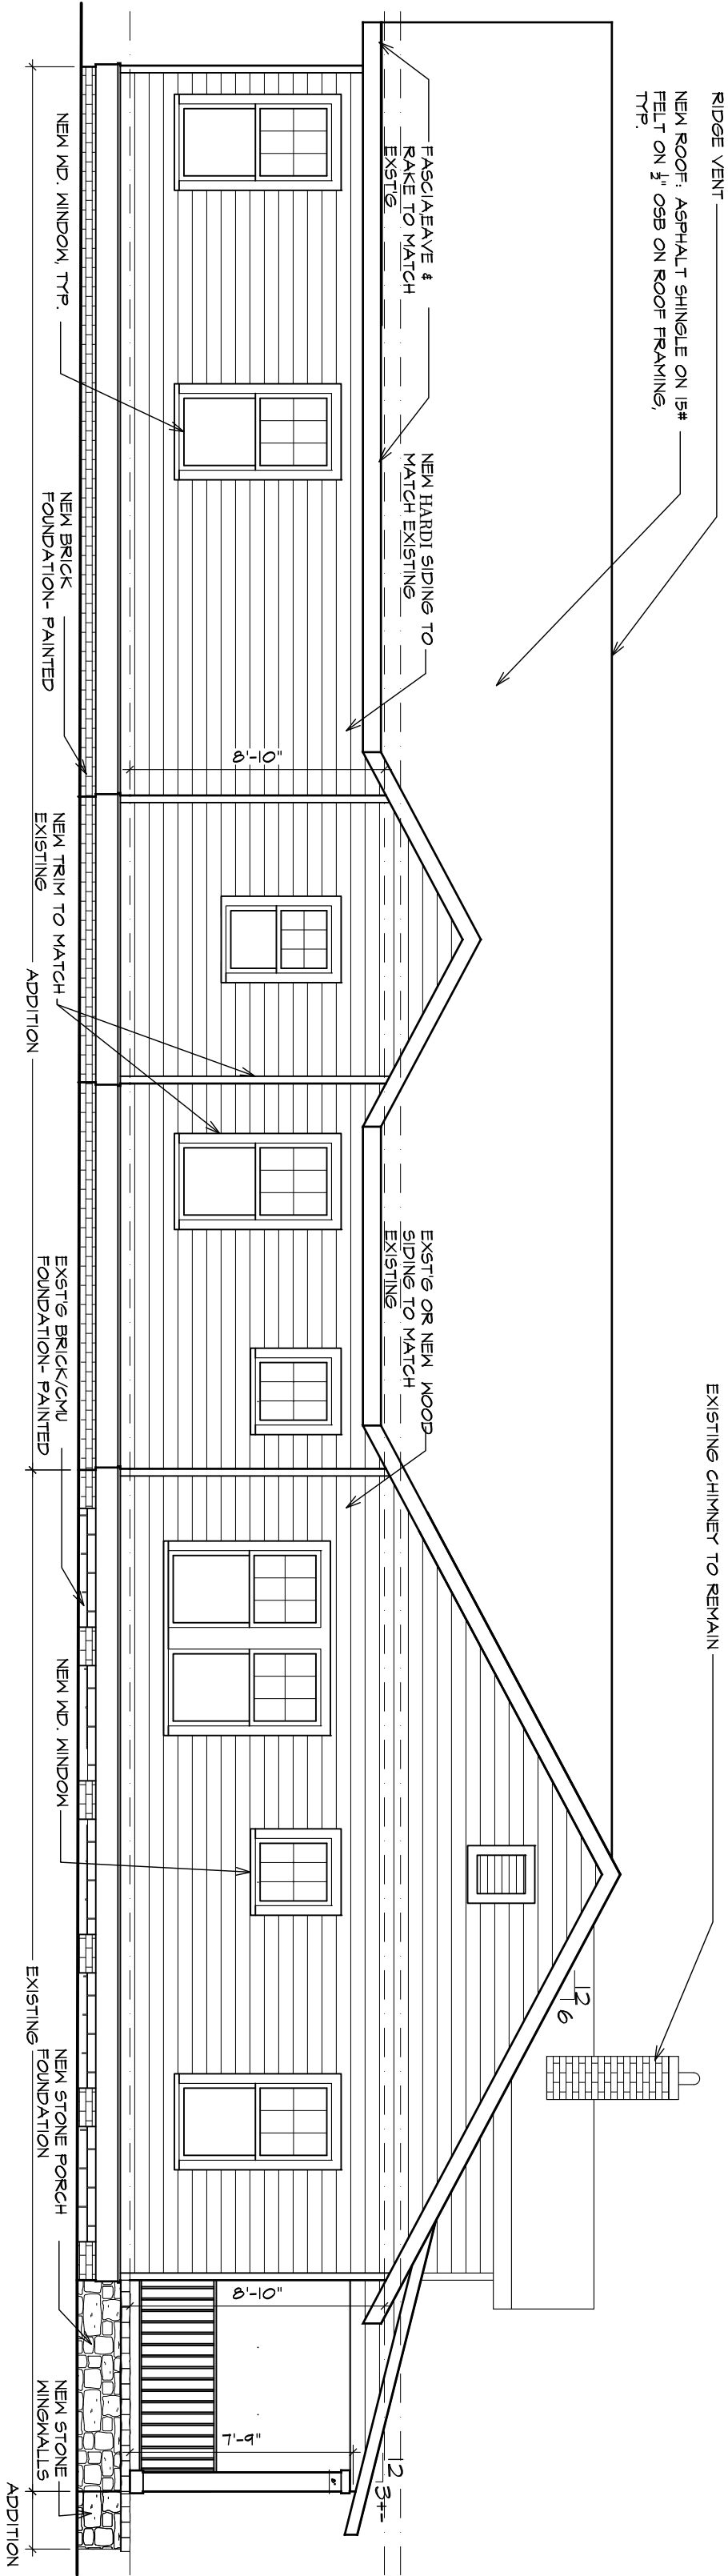 RIDGE VENT
NEW ROOF: ASPHALT SHINGLE ON 15#
FELT ON ½" OSB ON ROOF FRAMING,
TYP.
EXISTING CHIMNEY TO REMAIN
FASCIA,EAVE &
RAKE TO MATCH
EXST'G
NEW HARDI SIDING TO
MATCH EXISTING
EXST'G OR NEW WOOD
SIDING TO MATCH
EXISTING
12
6
12
3+-
8'-10"
8'-10"
7'-9"
NEW WD. WINDOW, TYP.
NEW BRICK
FOUNDATION- PAINTED
NEW TRIM TO MATCH
EXISTING
EXST'G BRICK/CMU
FOUNDATION- PAINTED
NEW WD. WINDOW
NEW STONE PORCH
FOUNDATION
NEW STONE
WINGWALLS
ADDITION
EXISTING
ADDITION